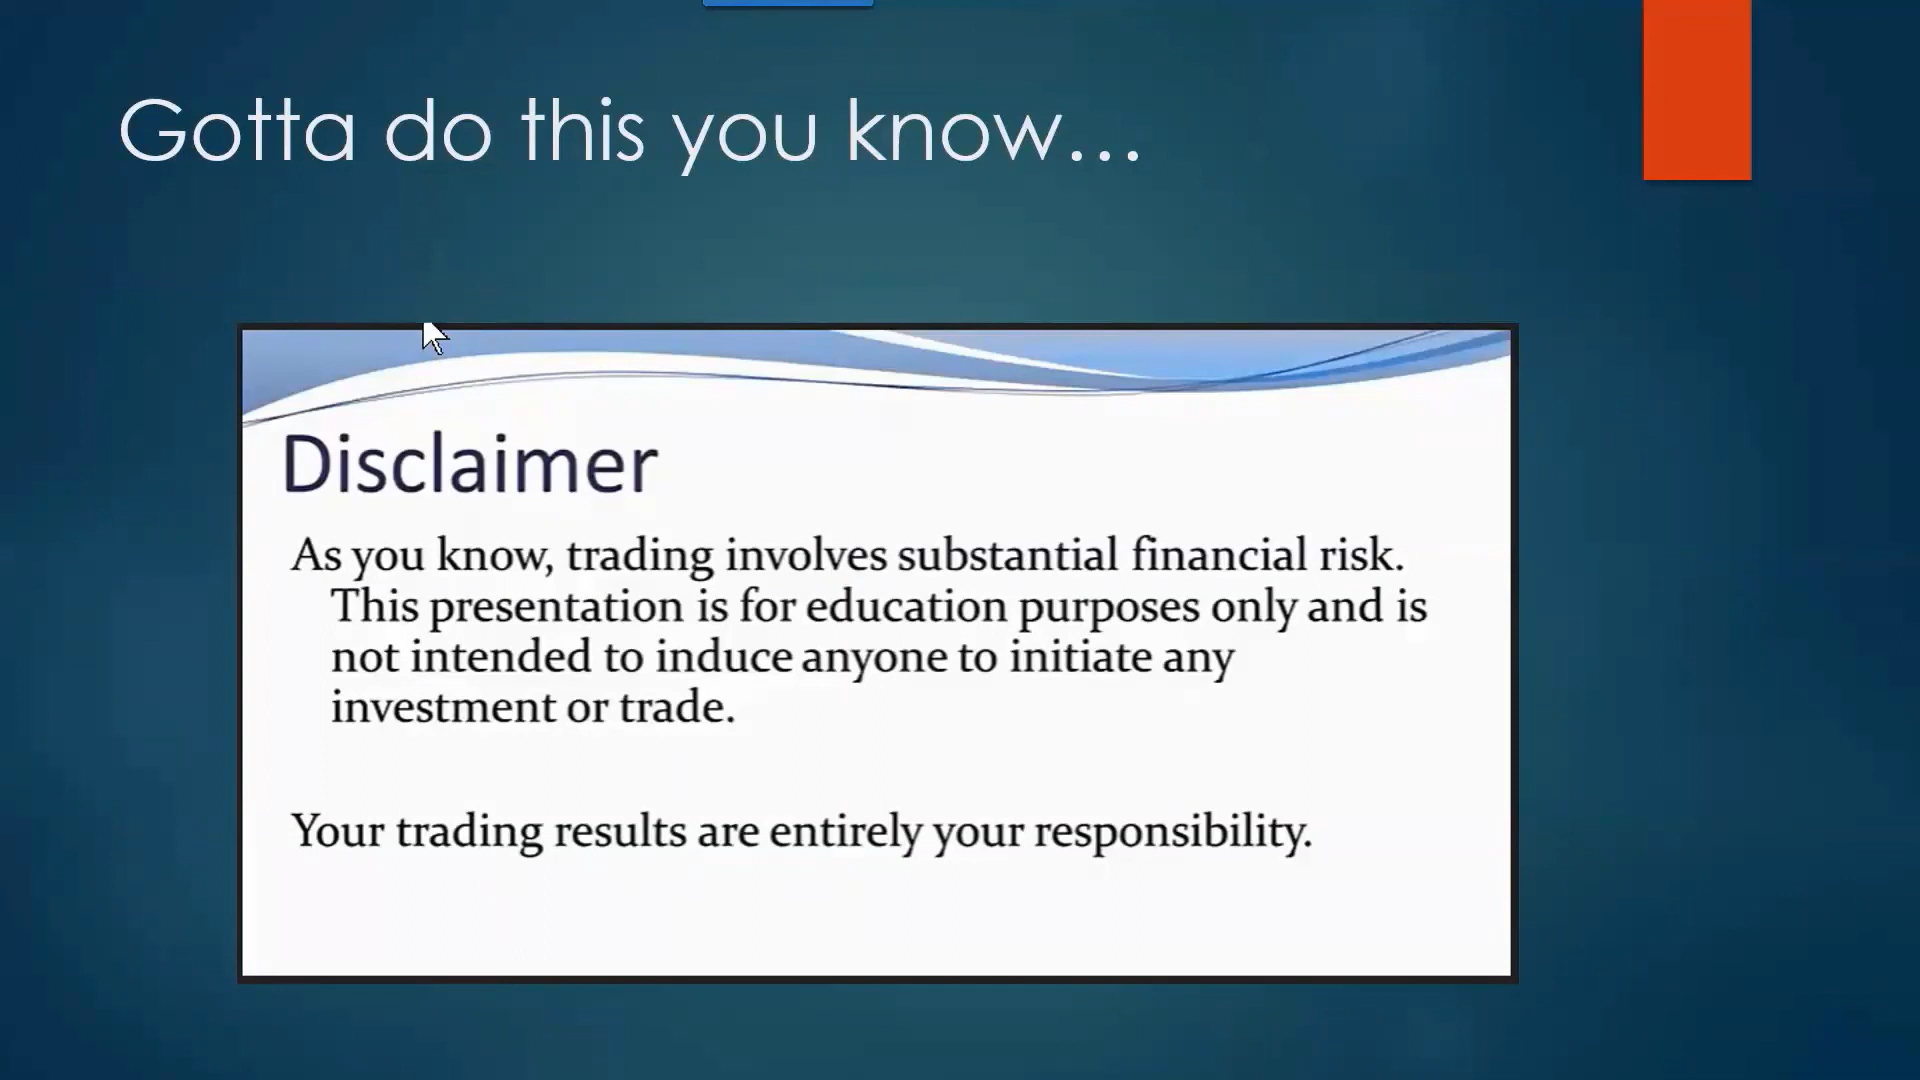 Gotta do this you know...
Disclaimer
As you know, trading involves substantial financial risk.
This presentation is for education purposes only and is
not intended to induce anyone to initiate any
investment or trade.
Your trading results are entirely your responsibility.